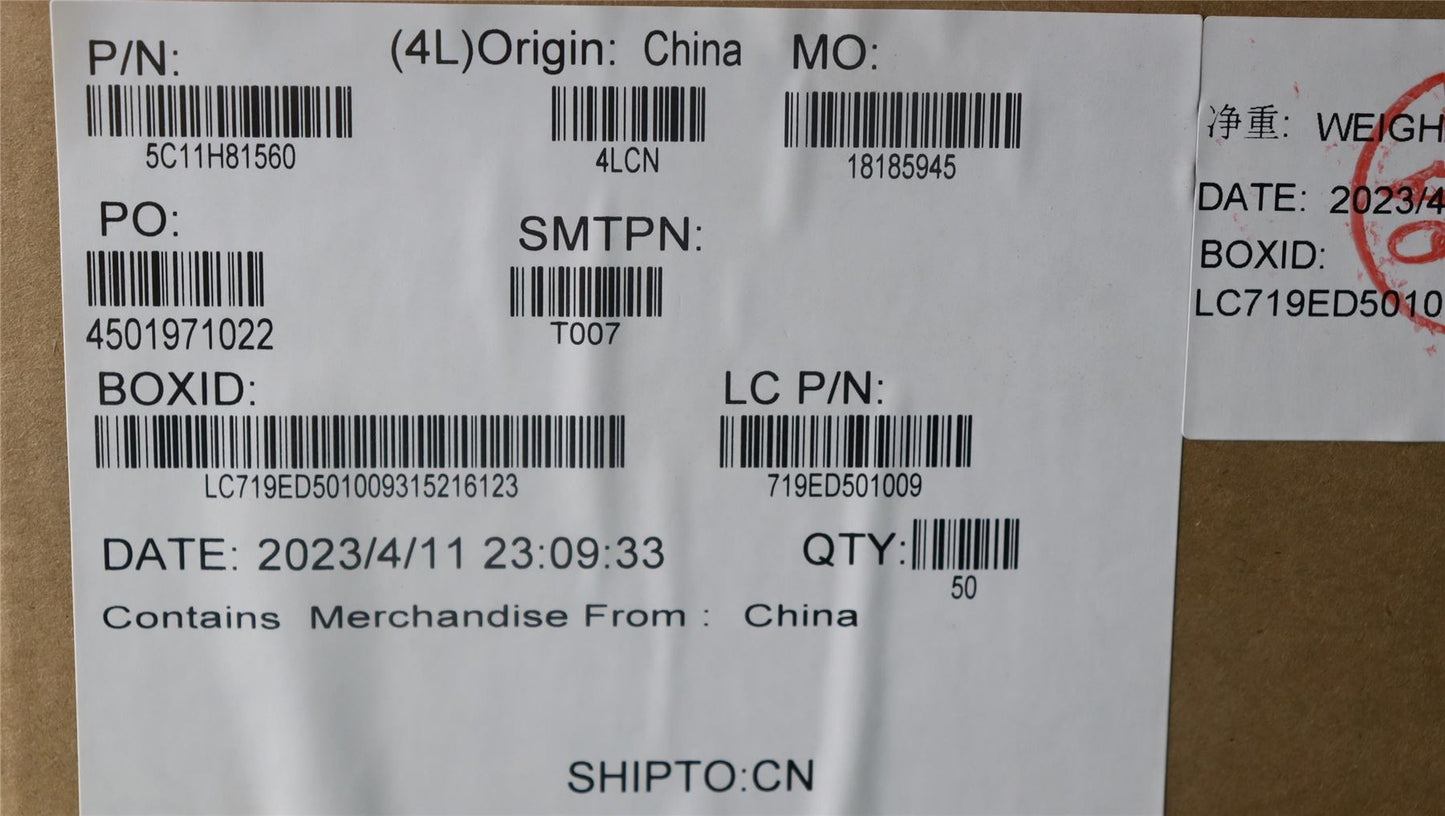 P/N:
(4L)Origin: China
MO:
5C11H81560
4LCN
18185945
PO:
SMTPN:
4501971022
T007
BOXID:
LC P/N:
LC719ED501009315216123
719ED501009
DATE: 2023/4/11 23:09:33
QTY:
50
Contains Merchandise From : China
SHIPTO:CN
净重: WEIGH
DATE: 2023/4
BOXID:
LC719ED5010